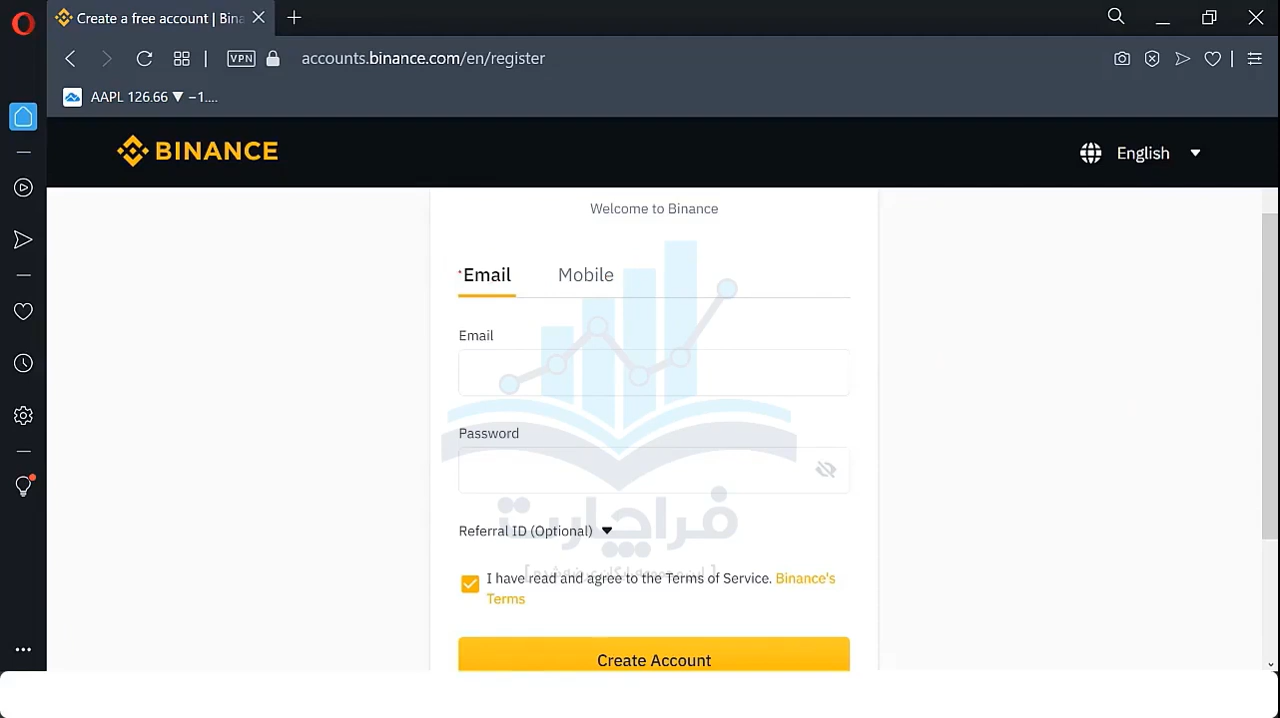 Create a free account | Bina
VPN
accounts.binance.com/en/register
AAPL 126.66 ▼ −1....
BINANCE
English
Welcome to Binance
*Email
Mobile
Email
Password
فراچارت
Referral ID (Optional)
I have read and agree to the Terms of Service. Binance's
Terms
Create Account